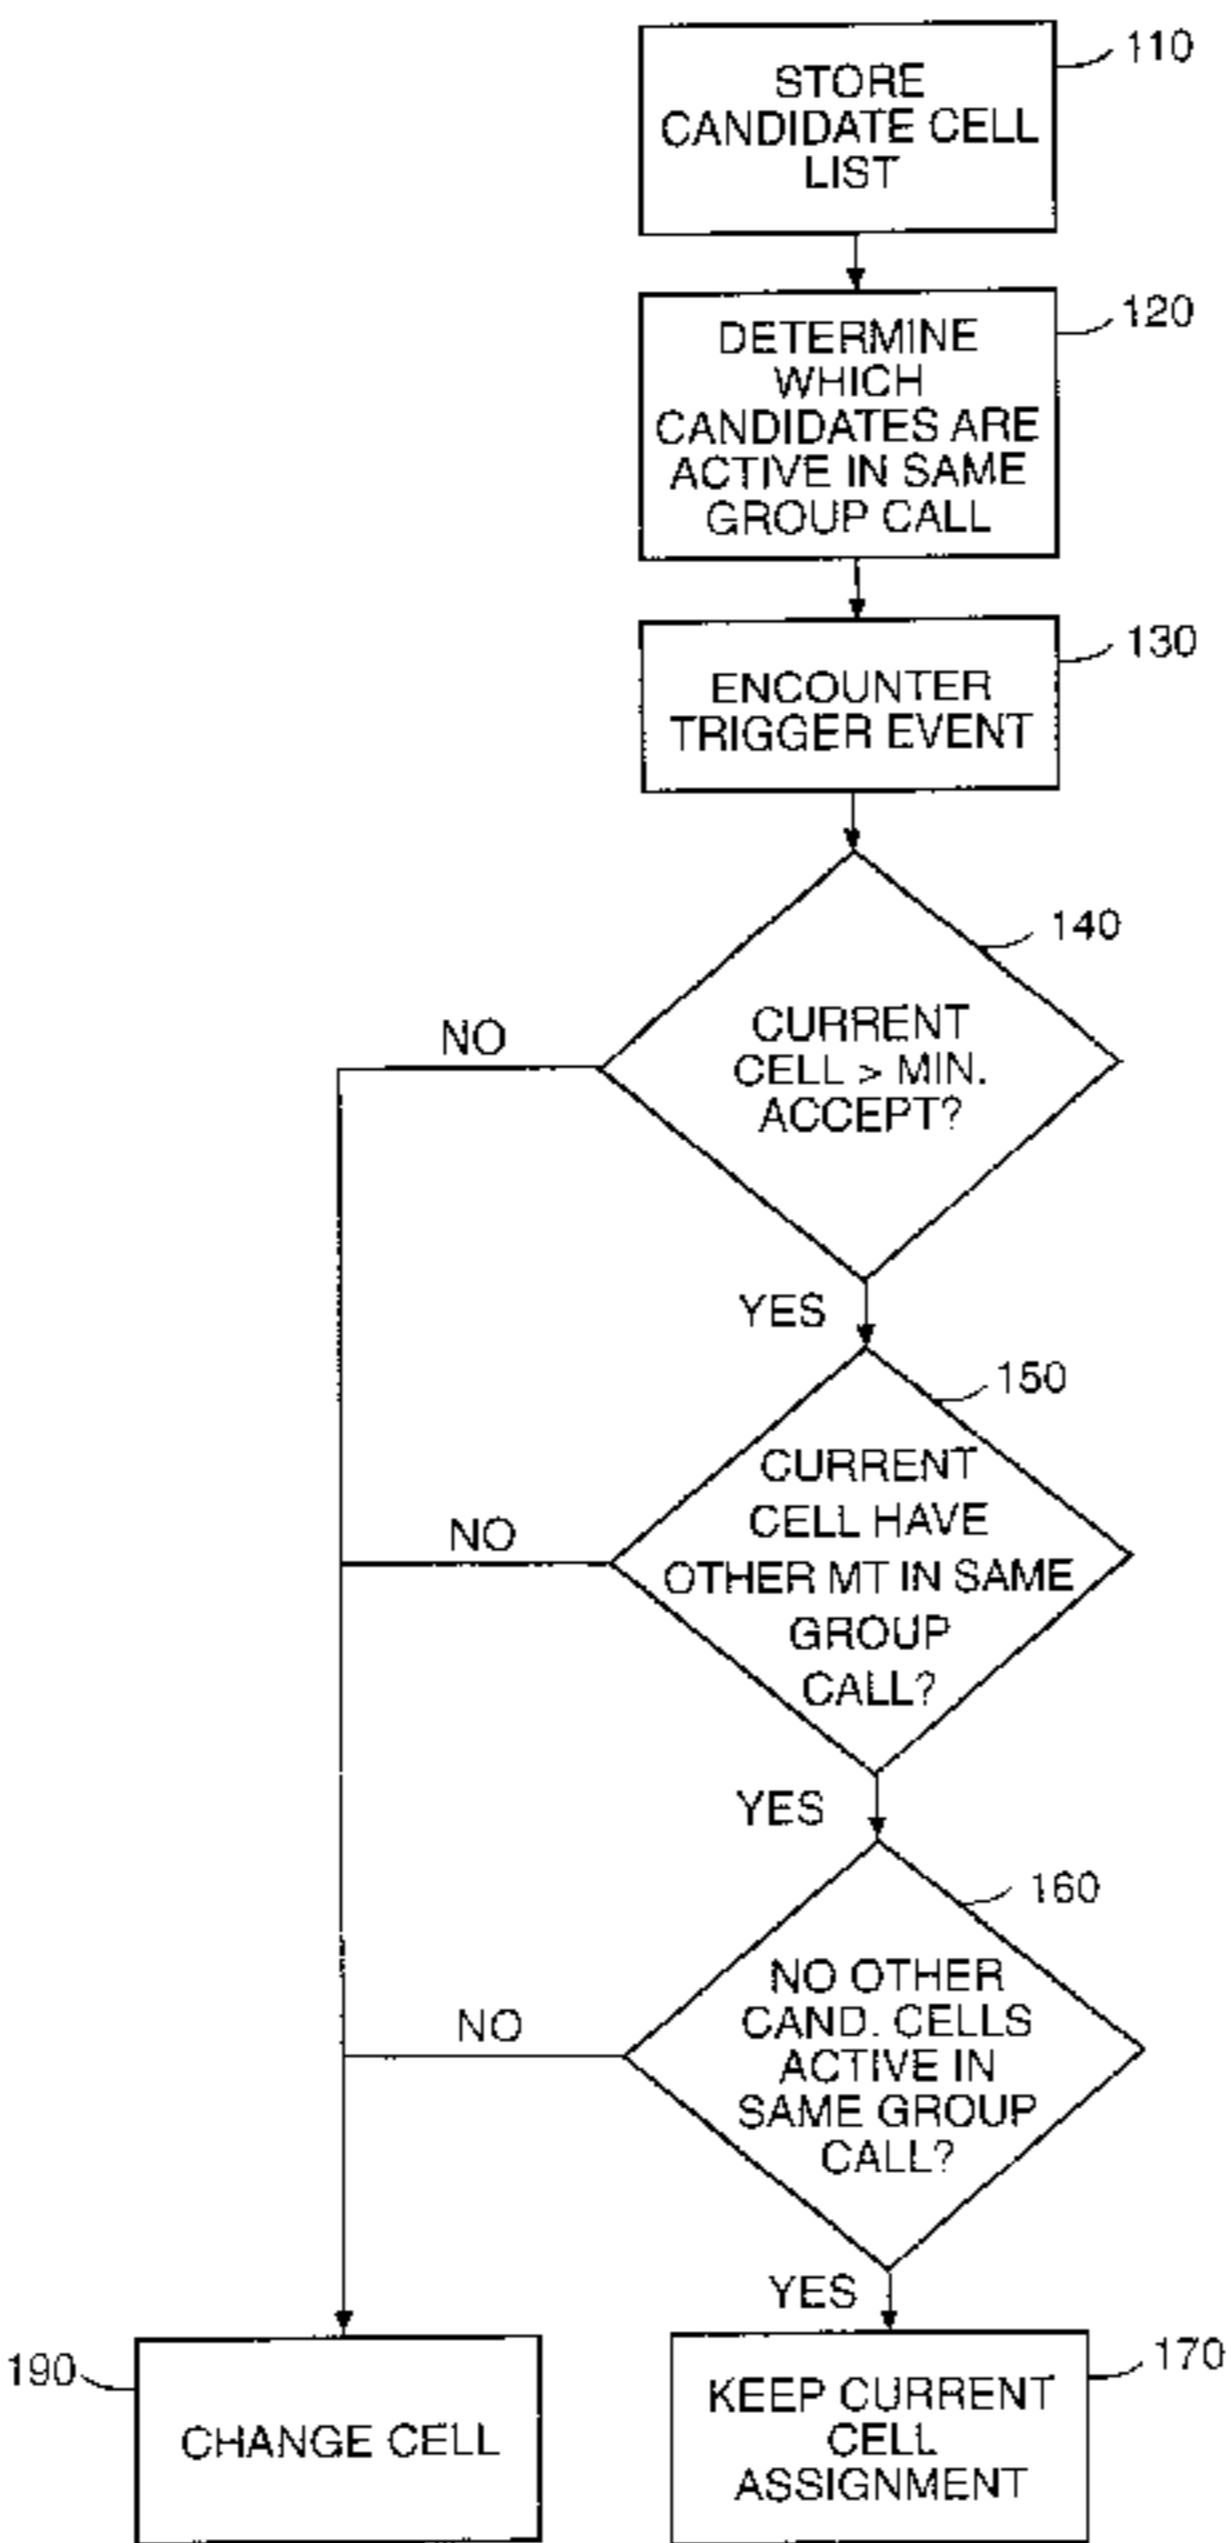 110
STORE
CANDIDATE CELL
LIST
120
DETERMINE
WHICH
CANDIDATES ARE
ACTIVE IN SAME
GROUP CALL
130
ENCOUNTER
TRIGGER EVENT
140
CURRENT
CELL > MIN.
ACCEPT?
NO
YES
150
CURRENT
CELL HAVE
OTHER MT IN SAME
GROUP
CALL?
NO
YES
160
NO OTHER
CAND. CELLS
ACTIVE IN
SAME GROUP
CALL?
NO
YES
190
CHANGE CELL
170
KEEP CURRENT
CELL
ASSIGNMENT